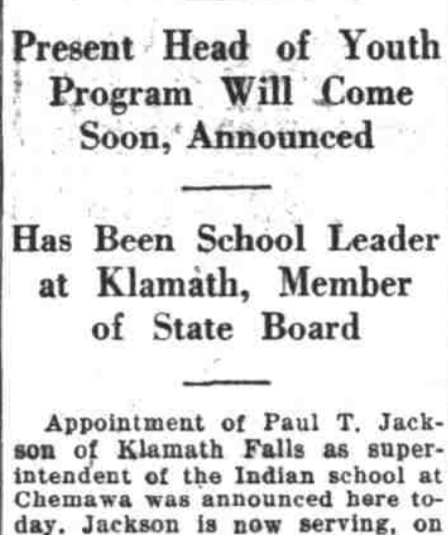 Present Head of Youth
Program Will Come
Soon, Announced
Has Been School Leader
at Klamath, Member
of State Board
Appointment of Paul T. Jack-
son of Klamath Falls as super-
intendent of the Indian school at
Chemawa was announced here to-
day. Jackson is now serving, on